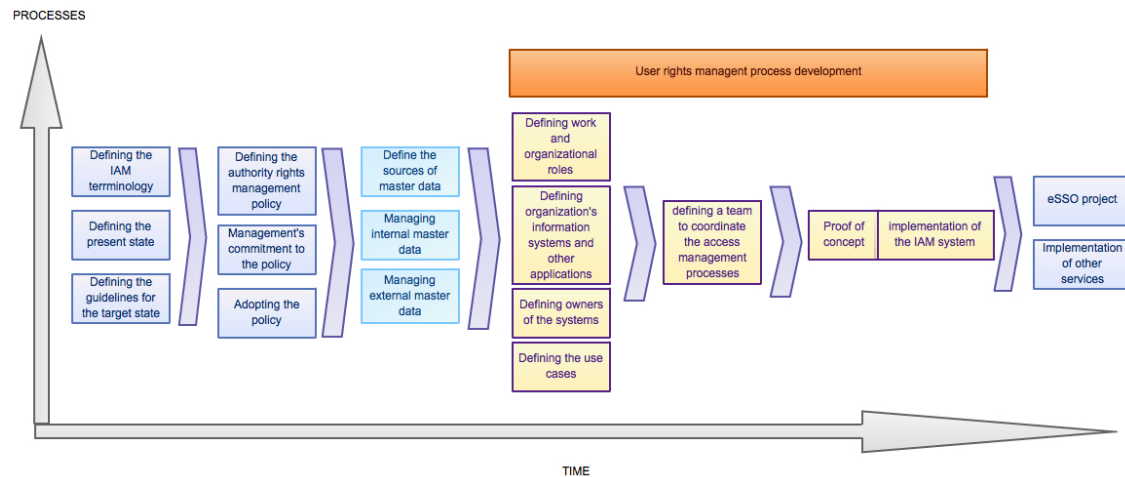 PROCESSES
User rights managent process development
Defining the
IAM
terminology
Defining the
present state
Defining the
guidelines for
the target state
Defining the
authority rights
management
policy
Management's
commitment to
the policy
Adopting the
policy
Define the
sources of
master data
Managing
internal master
data
Managing
external master
data
Defining work
and
organizational
roles
Defining
organization's
information
systems and
other
applications
Defining owners
of the systems
Defining the use
cases
defining a team
to coordinate
the access
management
processes
Proof of
concept
implementation
of the IAM system
eSSO project
Implementation
of other
services
TIME